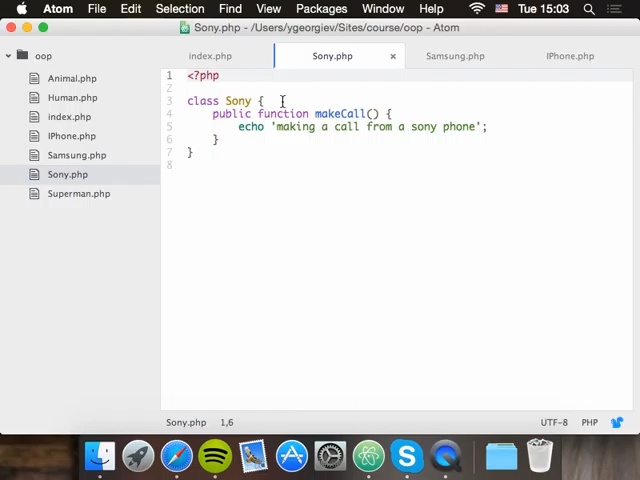 Atom File Edit Selection Find View Packages Window Help Tue 15:03
Sony.php - /Users/ygeorgiev/Sites/course/oop - Atom
oop
index.php Sony.php × Samsung.php IPhone.php
Animal.php
Human.php
index.php
IPhone.php
Samsung.php
Sony.php
Superman.php
1 <?php
2
3 class Sony {
4 public function makeCall() {
5 echo 'making a call from a sony phone';
6 }
7 }
8
Sony.php 1,6 UTF-8 PHP